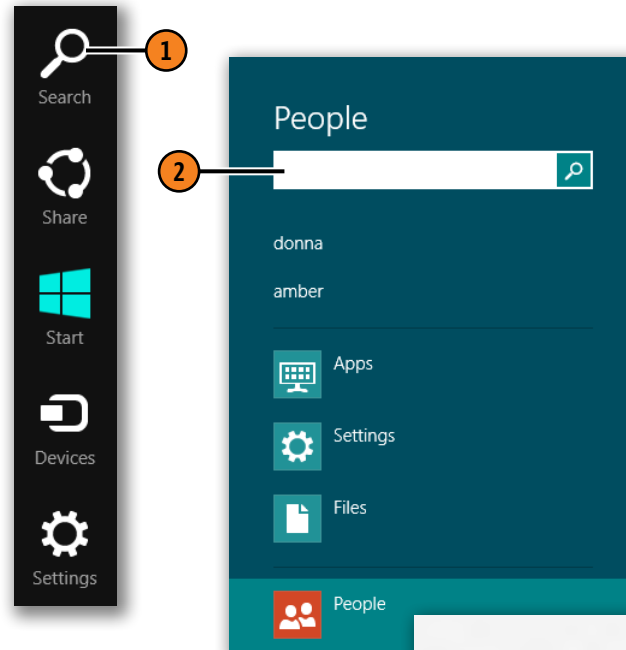 Search
Share
Start
Devices
Settings
1
2
People
donna
amber
Apps
Settings
Files
People